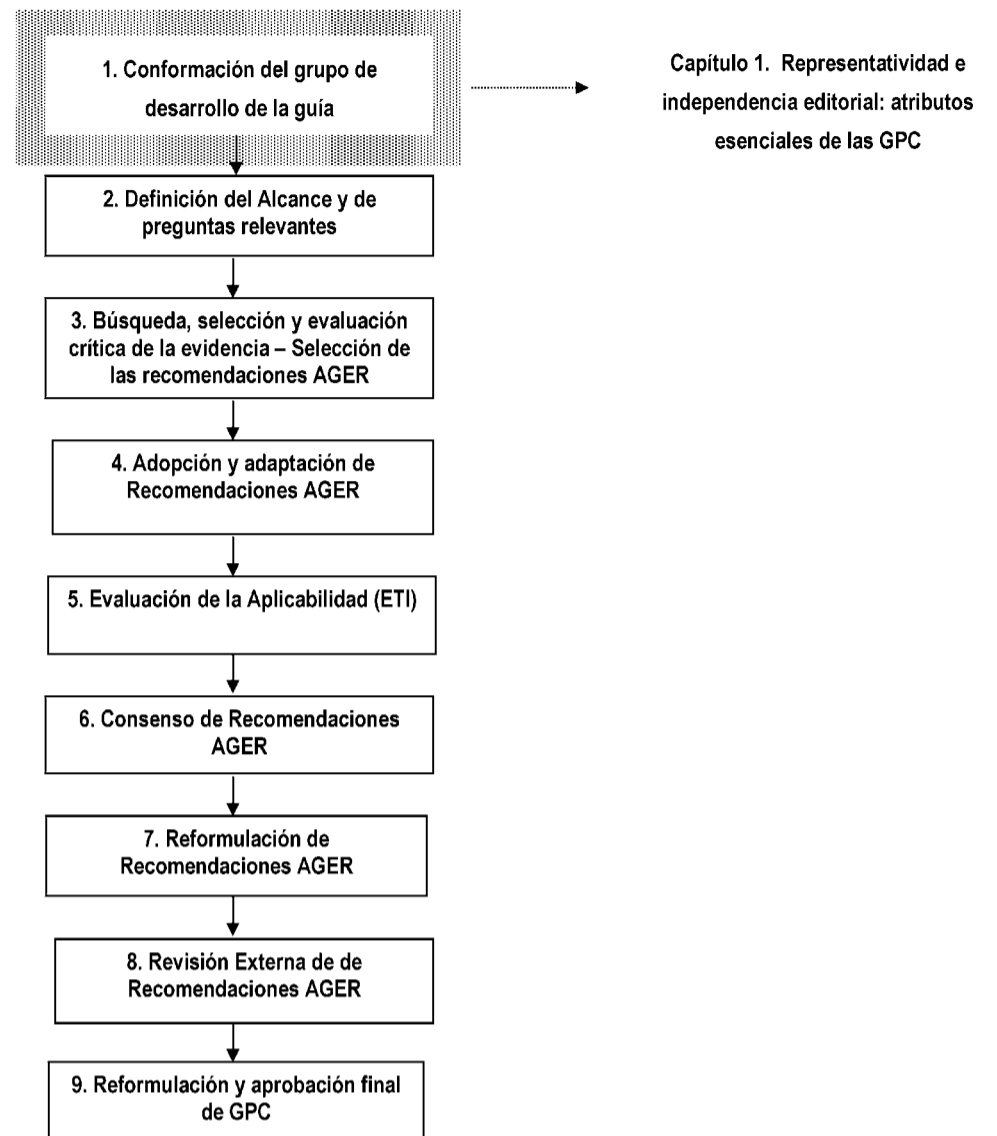 1. Conformación del grupo de
desarrollo de la guía
Capítulo 1. Representatividad e
independencia editorial: atributos
esenciales de las GPC
2. Definición del Alcance y de
preguntas relevantes
3. Búsqueda, selección y evaluación
crítica de la evidencia – Selección de
las recomendaciones AGER
4. Adopción y adaptación de
Recomendaciones AGER
5. Evaluación de la Aplicabilidad (ETI)
6. Consenso de Recomendaciones
AGER
7. Reformulación de
Recomendaciones AGER
8. Revisión Externa de de
Recomendaciones AGER
9. Reformulación y aprobación final
de GPC